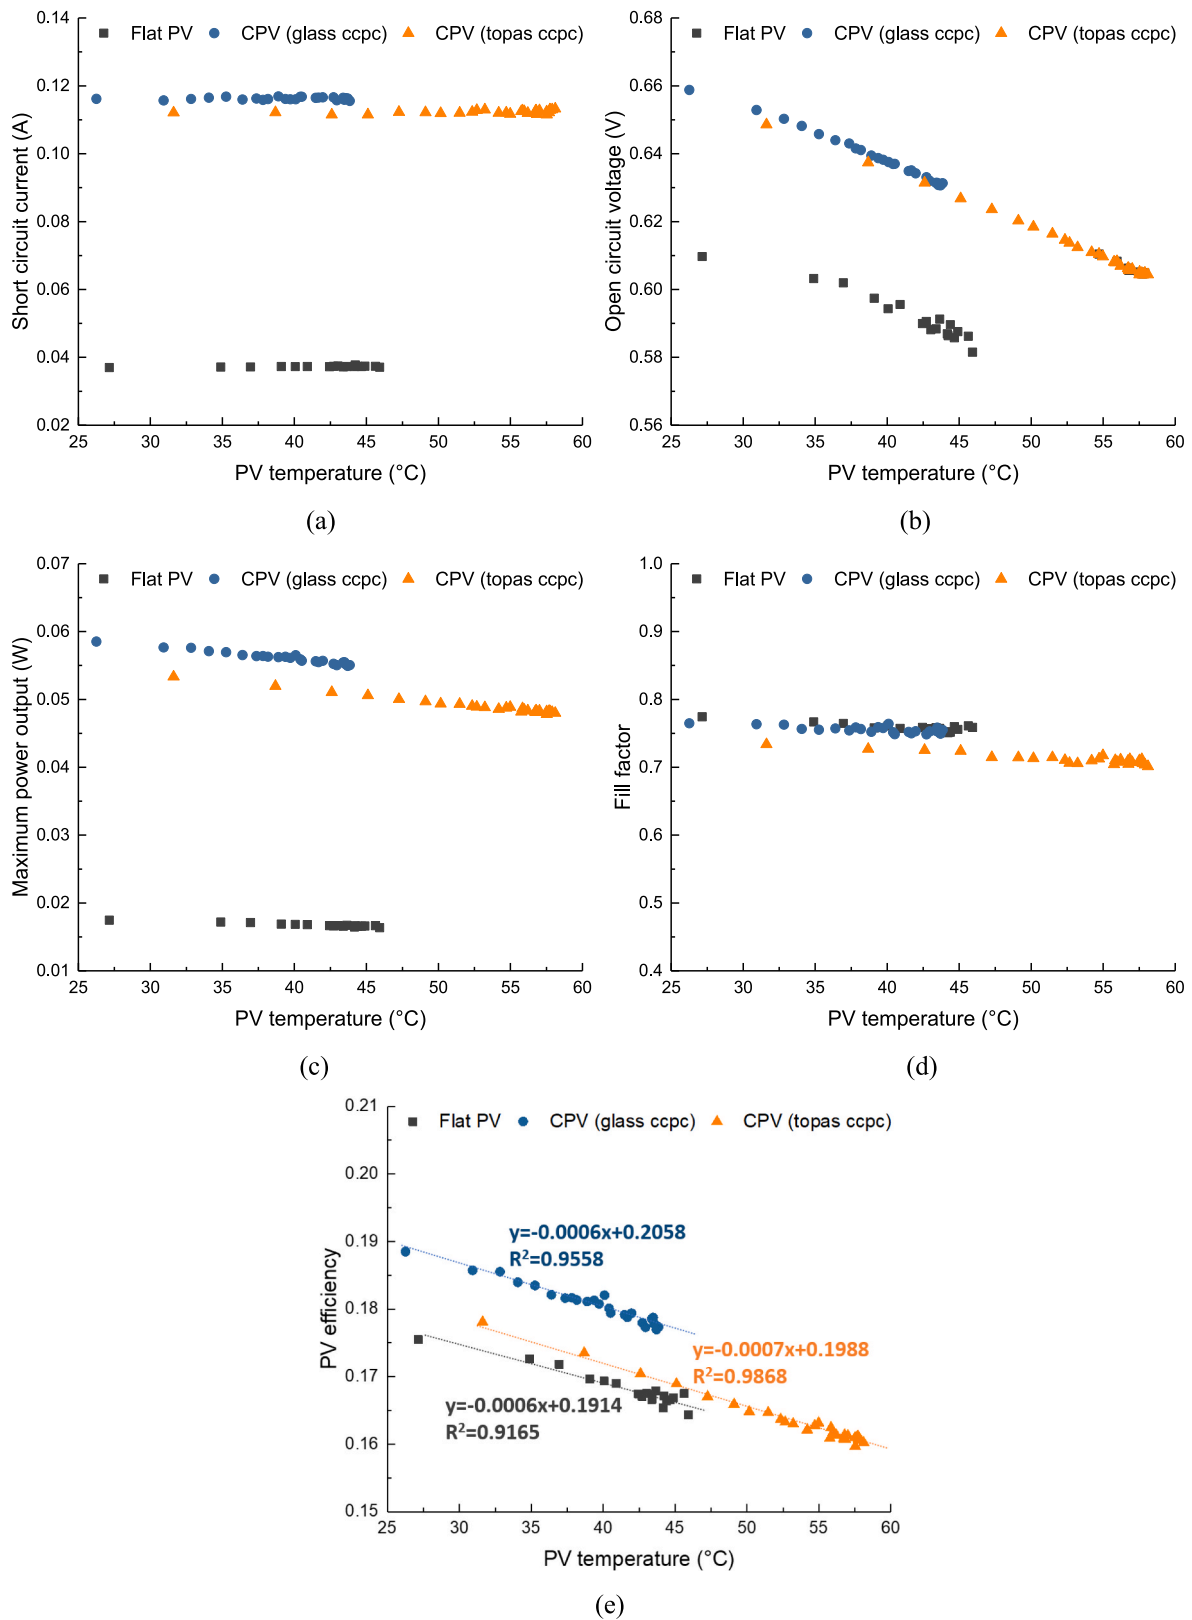 Flat PV CPV (glass ccpc) CPV (topas ccpc)
0.14
0.12
0.10
0.08
0.06
0.04
0.02
Short circuit current (A)
25 30 35 40 45 50 55 60
PV temperature (°C)
(a)
Flat PV CPV (glass ccpc) CPV (topas ccpc)
0.68
0.66
0.64
0.62
0.60
0.58
0.56
Open circuit voltage (V)
25 30 35 40 45 50 55 60
PV temperature (°C)
(b)
Flat PV CPV (glass ccpc) CPV (topas ccpc)
0.07
0.06
0.05
0.04
0.03
0.02
0.01
Maximum power output (W)
25 30 35 40 45 50 55 60
PV temperature (°C)
(c)
Flat PV CPV (glass ccpc) CPV (topas ccpc)
1.0
0.9
0.8
0.7
0.6
0.5
0.4
Fill factor
25 30 35 40 45 50 55 60
PV temperature (°C)
(d)
Flat PV CPV (glass ccpc) CPV (topas ccpc)
0.21
0.20
0.19
0.18
0.17
0.16
0.15
PV efficiency
y=-0.0006x+0.2058
R²=0.9558
y=-0.0007x+0.1988
R²=0.9868
y=-0.0006x+0.1914
R²=0.9165
25 30 35 40 45 50 55 60
PV temperature (°C)
(e)